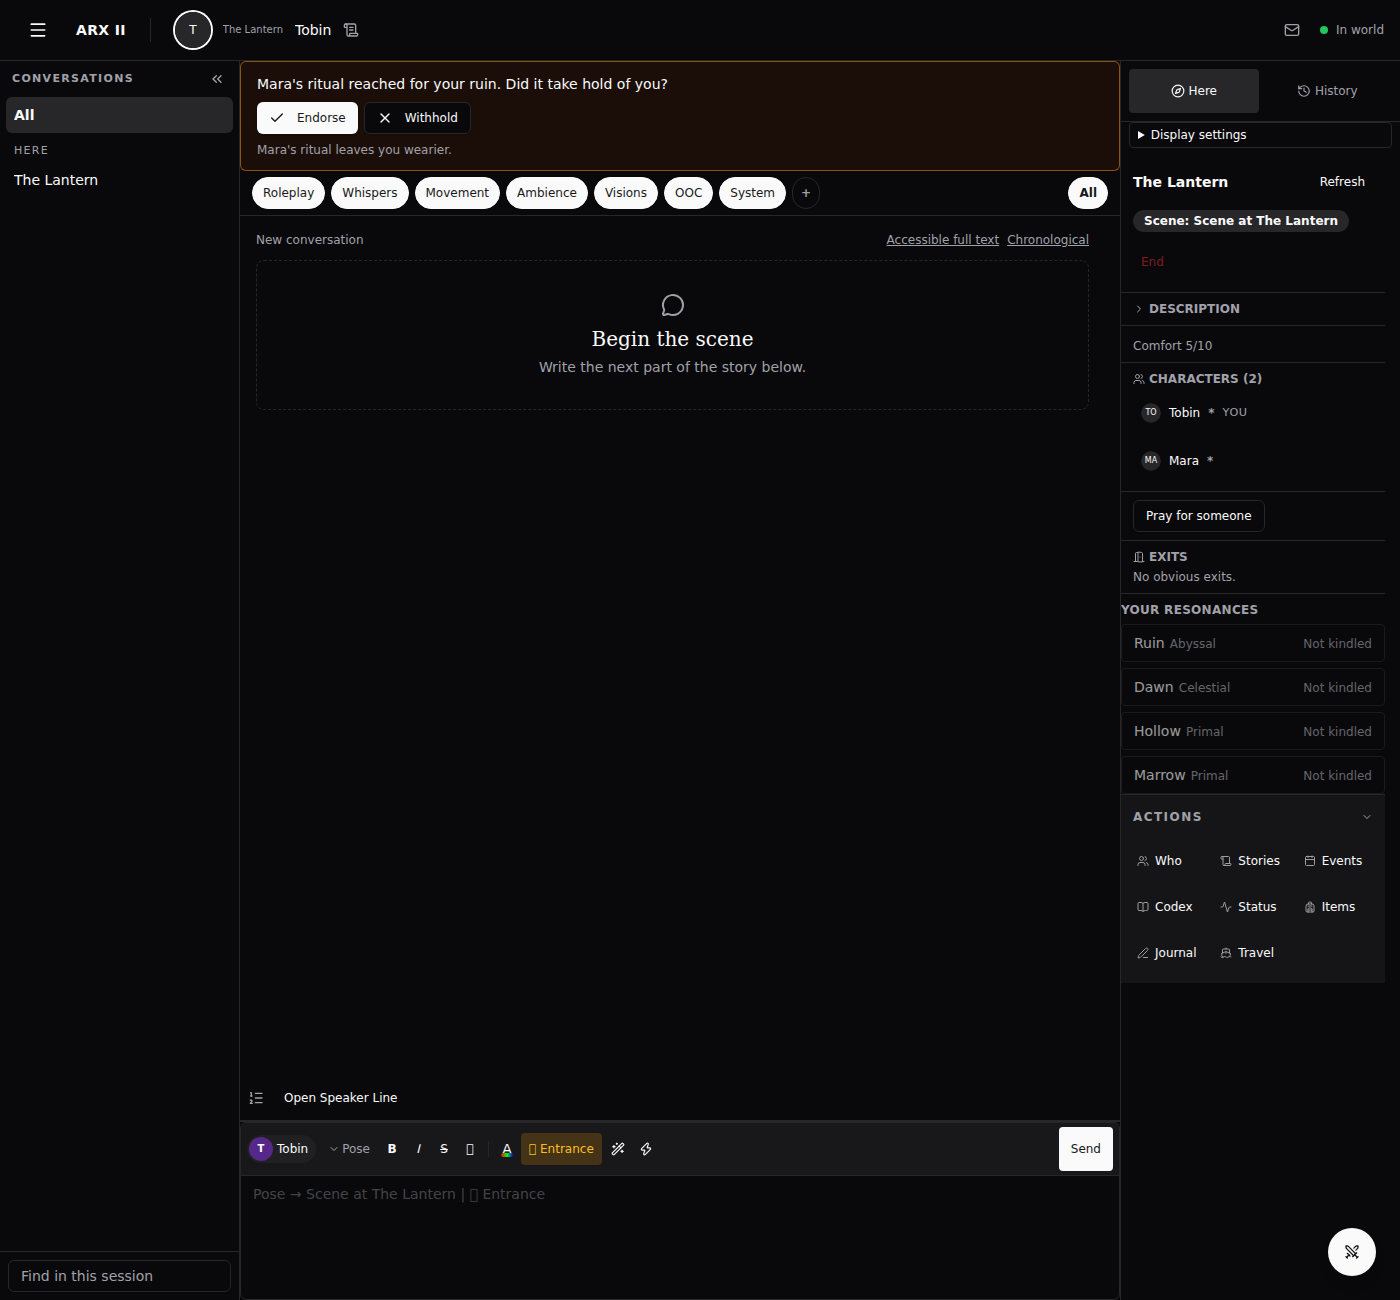 ARX II
T
The Lantern
Tobin
In world
CONVERSATIONS
All
HERE
The Lantern
Find in this session
Mara's ritual reached for your ruin. Did it take hold of you?
Endorse
Withhold
Mara's ritual leaves you wearier.
Roleplay
Whispers
Movement
Ambience
Visions
OOC
System
+
All
New conversation
Accessible full text
Chronological
Begin the scene
Write the next part of the story below.
Open Speaker Line
T
Tobin
Pose
B
I
S
A
Entrance
Send
Pose → Scene at The Lantern | Entrance
Here
History
Display settings
The Lantern
Refresh
Scene: Scene at The Lantern
End
DESCRIPTION
Comfort 5/10
CHARACTERS (2)
TO
Tobin * YOU
MA
Mara *
Pray for someone
EXITS
No obvious exits.
YOUR RESONANCES
Ruin Abyssal Not kindled
Dawn Celestial Not kindled
Hollow Primal Not kindled
Marrow Primal Not kindled
ACTIONS
Who
Stories
Events
Codex
Status
Items
Journal
Travel